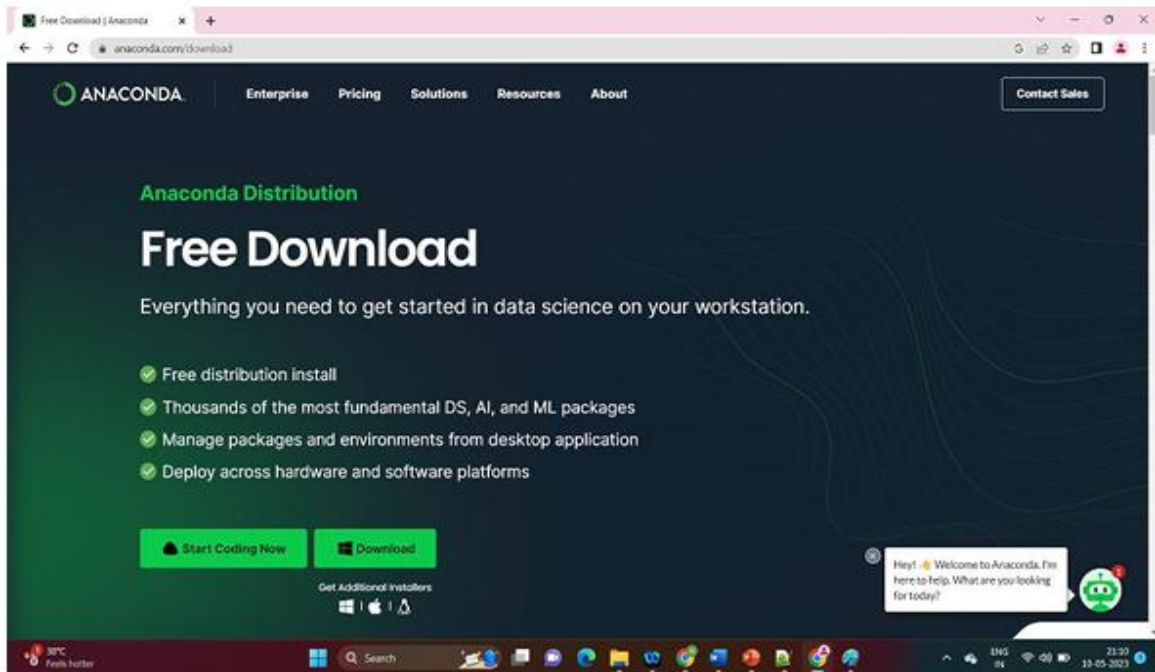 Free Download | Anaconda
anaconda.com/download
ANACONDA.
Enterprise Pricing Solutions Resources About
Contact Sales
Anaconda Distribution
Free Download
Everything you need to get started in data science on your workstation.
Free distribution install
Thousands of the most fundamental DS, AI, and ML packages
Manage packages and environments from desktop application
Deploy across hardware and software platforms
Start Coding Now
Download
Get Additional Installers
Hey! 👋 Welcome to Anaconda. I'm
here to help. What are you looking
for today?
1
Feels hotter
Search
ENG
IN
21:10
10-05-2023